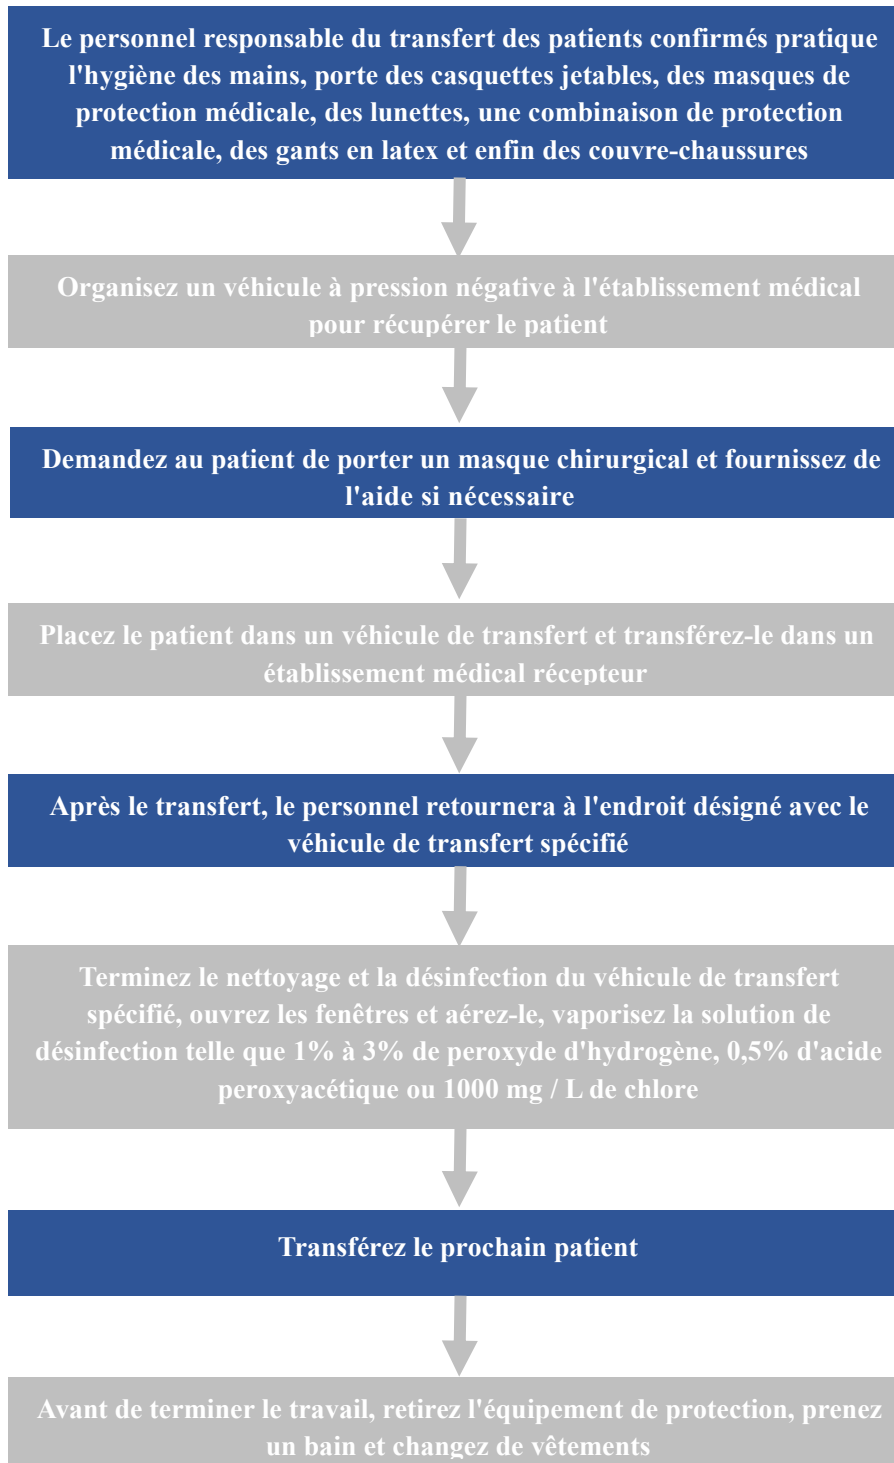 Le personnel responsable du transfert des patients confirmés pratique
l'hygiène des mains, porte des casquettes jetables, des masques de
protection médicale, des lunettes, une combinaison de protection
médicale, des gants en latex et enfin des couvre-chaussures
Organisez un véhicule à pression négative à l'établissement médical
pour récupérer le patient
Demandez au patient de porter un masque chirurgical et fournissez de
l'aide si nécessaire
Placez le patient dans un véhicule de transfert et transférez-le dans un
établissement médical récepteur
Après le transfert, le personnel retournera à l'endroit désigné avec le
véhicule de transfert spécifié
Terminez le nettoyage et la désinfection du véhicule de transfert
spécifié, ouvrez les fenêtres et aérez-le, vaporisez la solution de
désinfection telle que 1% à 3% de peroxyde d'hydrogène, 0,5% d'acide
peroxyacétique ou 1000 mg / L de chlore
Transférez le prochain patient
Avant de terminer le travail, retirez l'équipement de protection, prenez
un bain et changez de vêtements